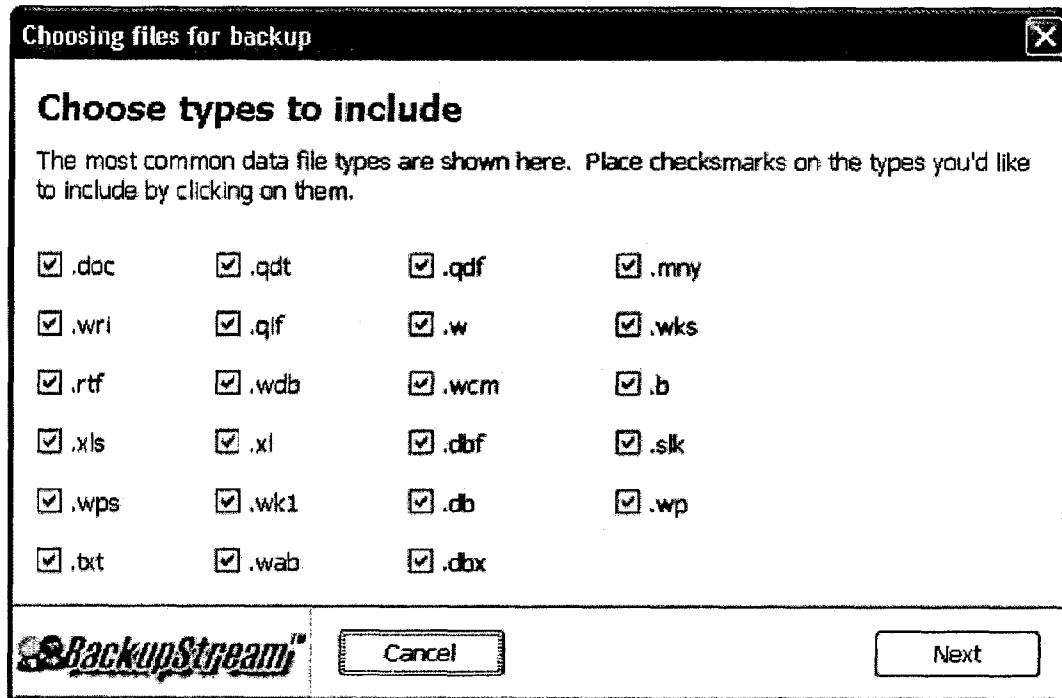 Choosing files for backup
Choose types to include
The most common data file types are shown here. Place checksmarks on the types you'd like
to include by clicking on them.
.doc .qdt .qdf .mny
.wri .qif .w .wks
.rtf .wdb .wcm .b
.xls .xl .dbf .slk
.wps .wk1 .db .wp
.txt .wab .dbx
BackupStream™ Cancel Next